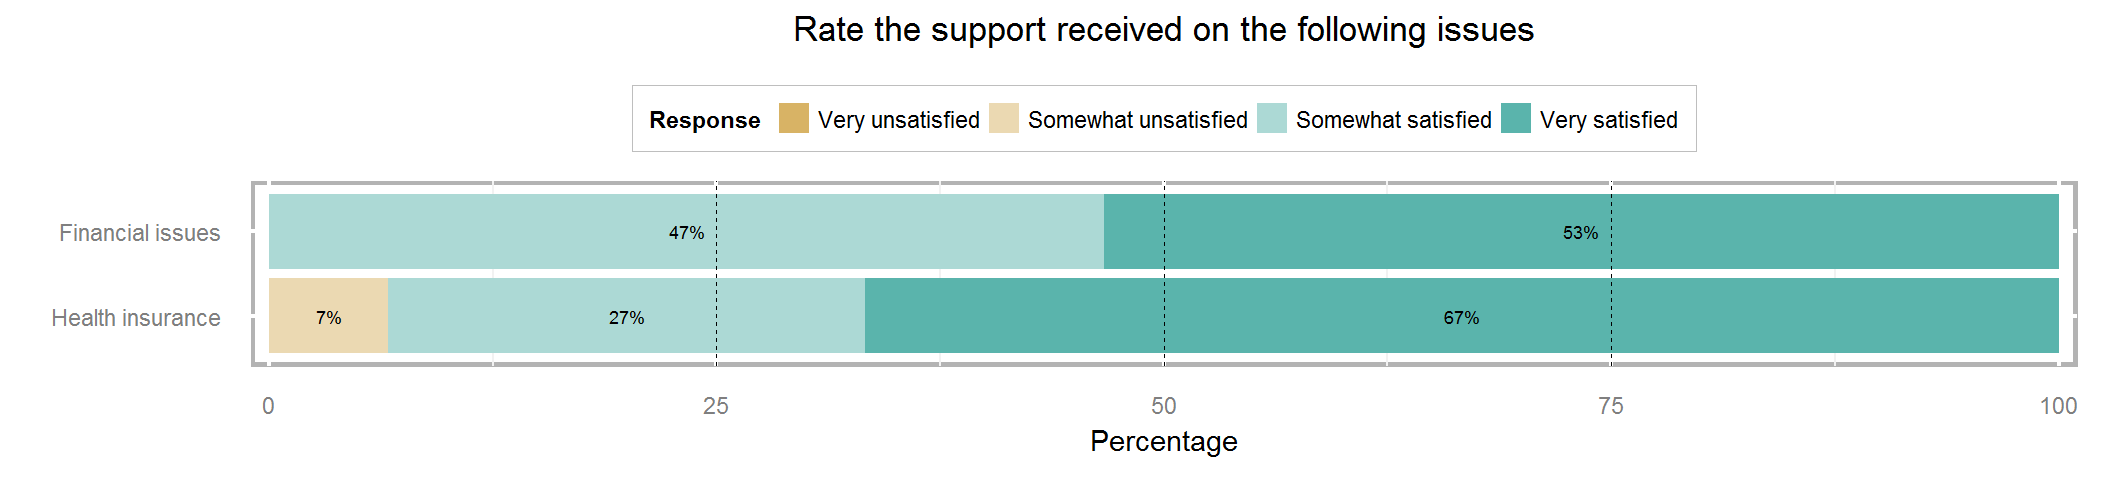 Rate the support received on the following issues
Response Very unsatisfied Somewhat unsatisfied Somewhat satisfied Very satisfied
Financial issues 47% 53%
Health insurance 7% 27% 67%
0 25 50 75 100
Percentage